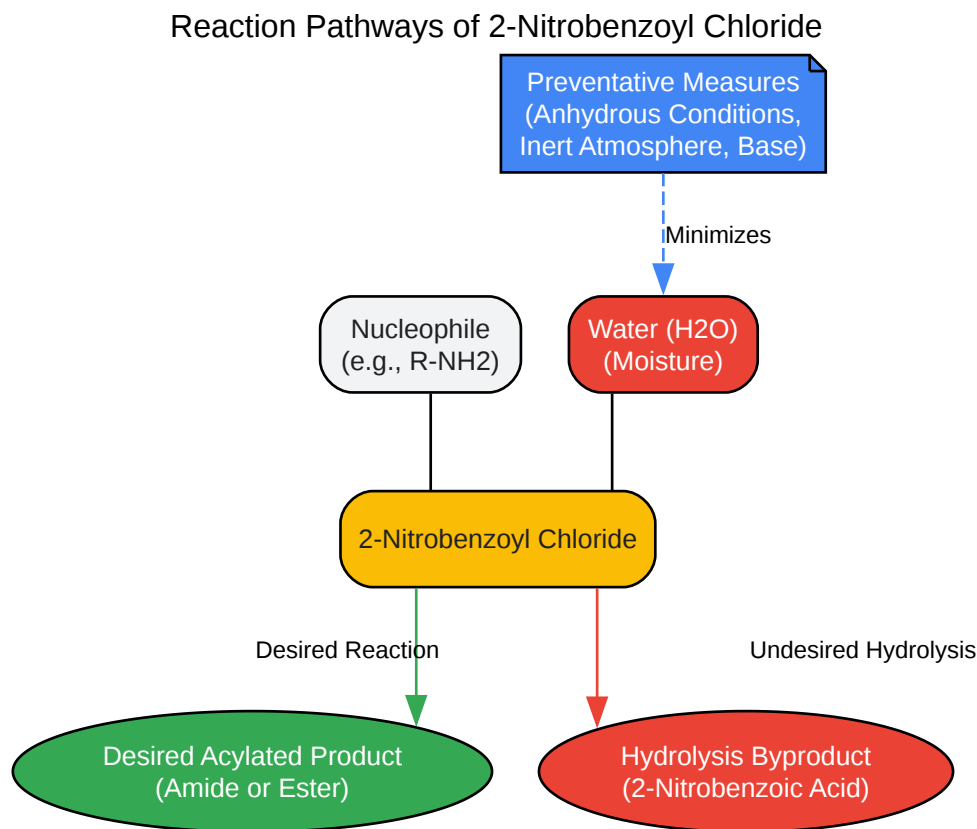 Reaction Pathways of 2-Nitrobenzoyl Chloride
Preventative Measures
(Anhydrous Conditions,
Inert Atmosphere, Base)
Minimizes
Nucleophile
(e.g., R-NH2)
Water (H2O)
(Moisture)
2-Nitrobenzoyl Chloride
Desired Reaction
Undesired Hydrolysis
Desired Acylated Product
(Amide or Ester)
Hydrolysis Byproduct
(2-Nitrobenzoic Acid)